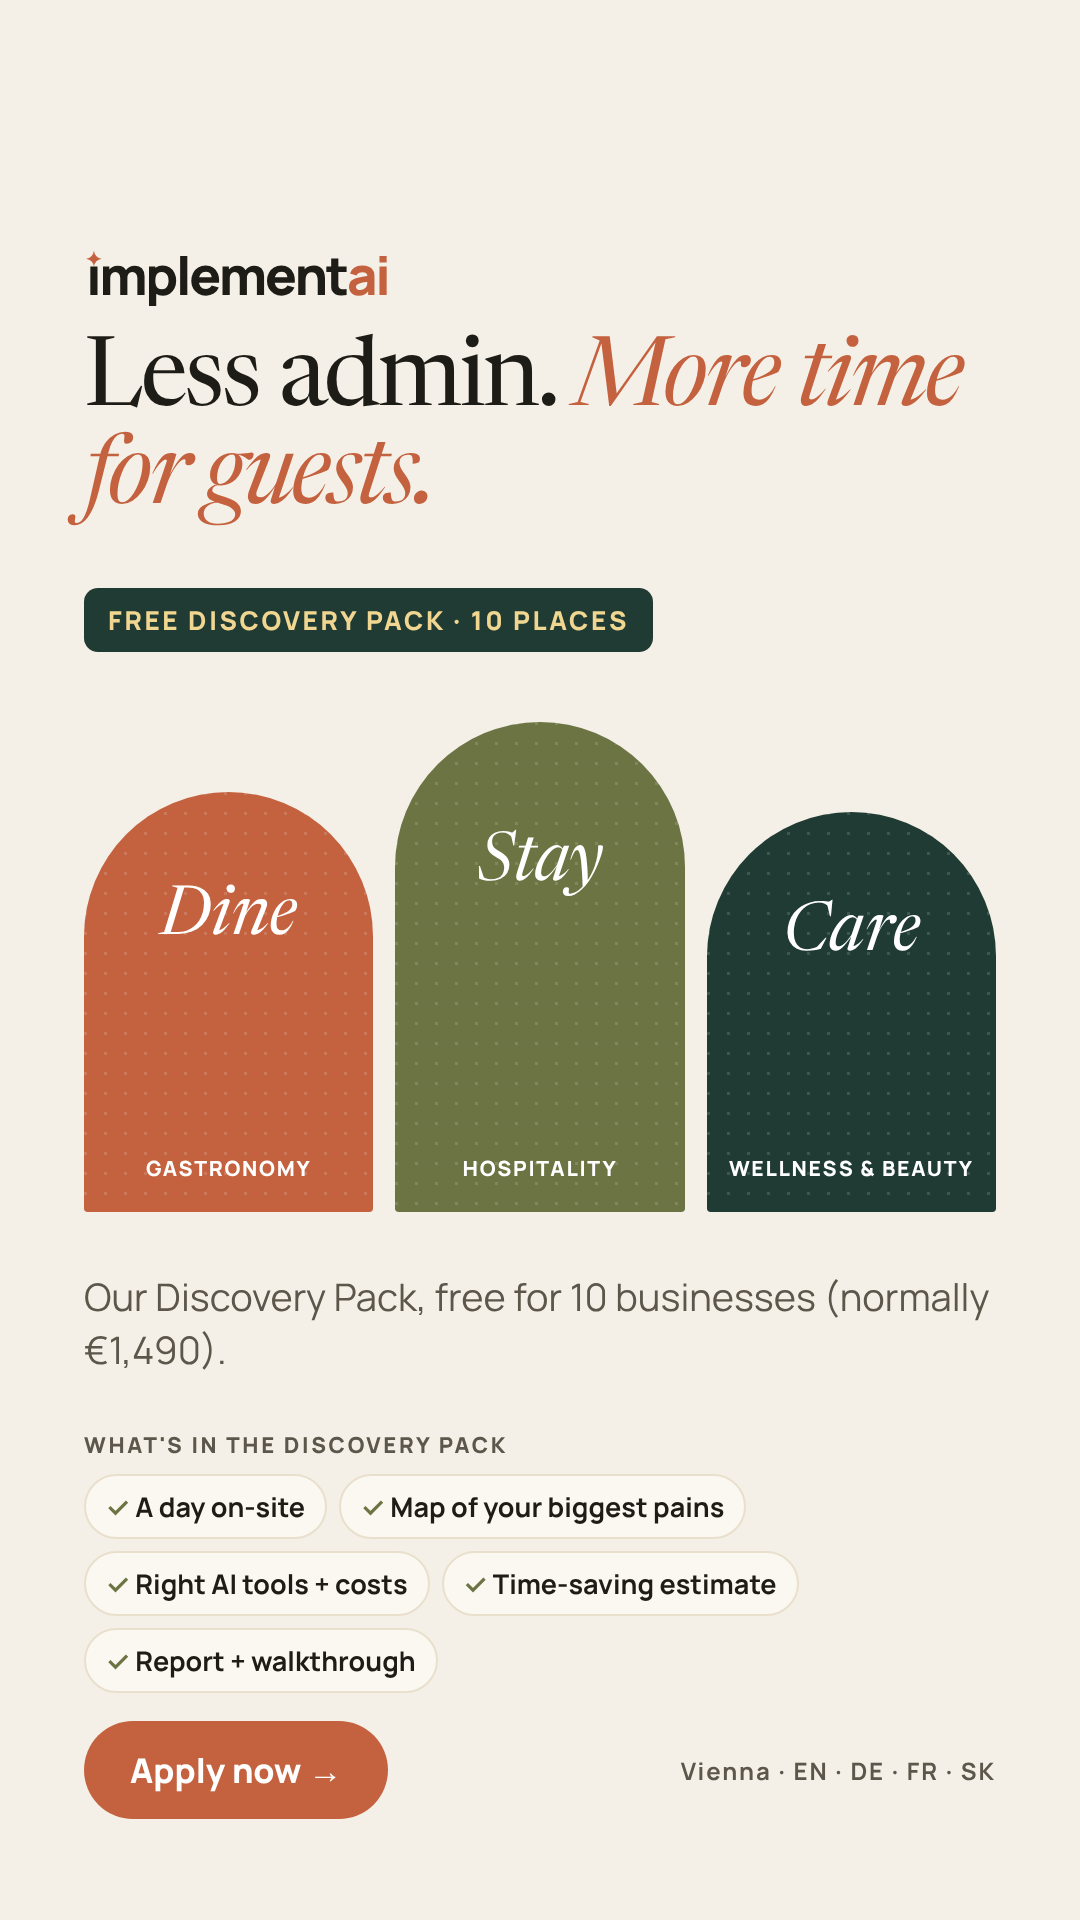 implementai
Less admin. More time
for guests.
FREE DISCOVERY PACK · 10 PLACES
Dine
Stay
Care
GASTRONOMY
HOSPITALITY
WELLNESS & BEAUTY
Our Discovery Pack, free for 10 businesses (normally
€1,490).
WHAT'S IN THE DISCOVERY PACK
✓ A day on-site
✓ Map of your biggest pains
✓ Right AI tools + costs
✓ Time-saving estimate
✓ Report + walkthrough
Apply now →
Vienna · EN · DE · FR · SK